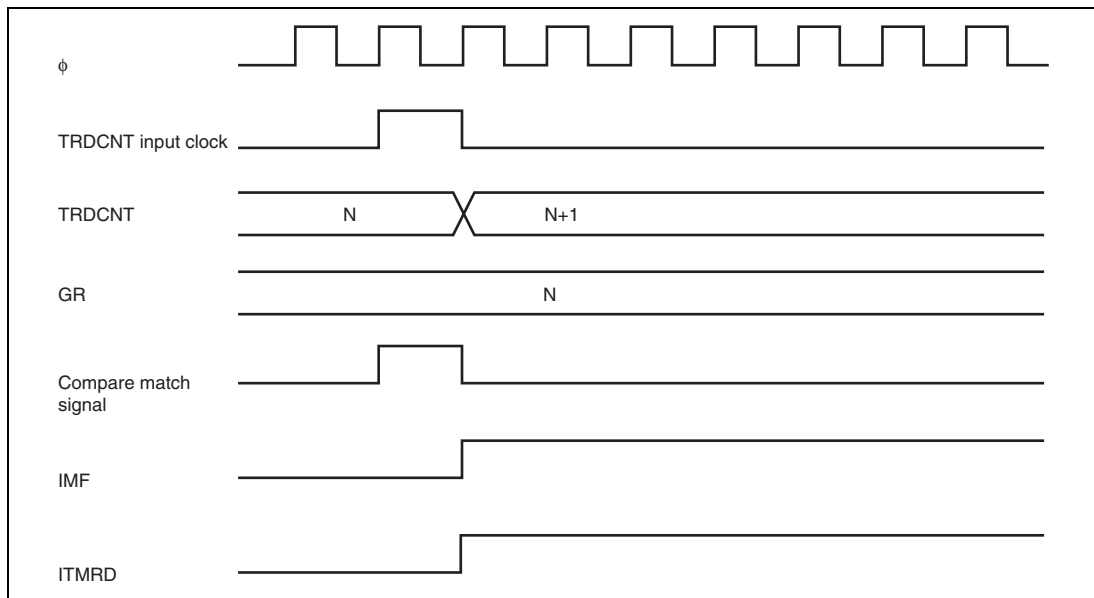 ϕ
TRDCNT input clock
TRDCNT
N
N+1
GR
N
Compare match
signal
IMF
ITMRD